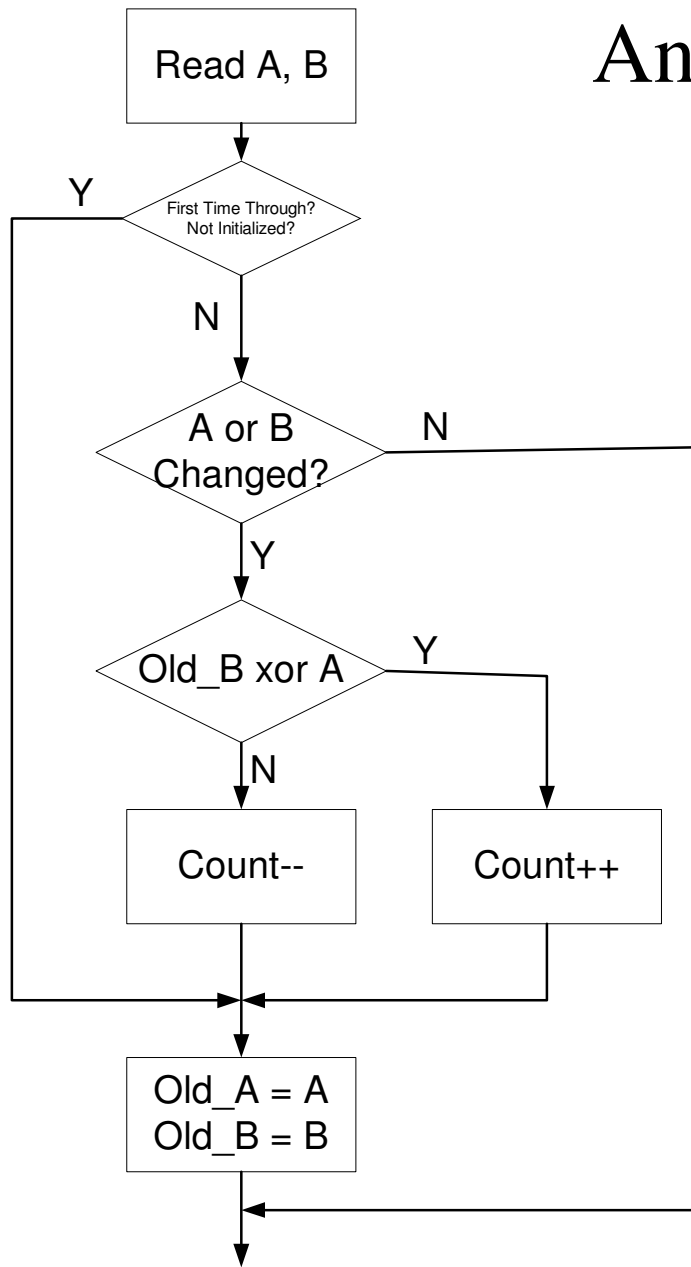 An
Read A, B
Y
First Time Through?
Not Initialized?
N
A or B
Changed?
N
Y
Old_B xor A
Y
N
Count--
Count++
Old_A = A
Old_B = B